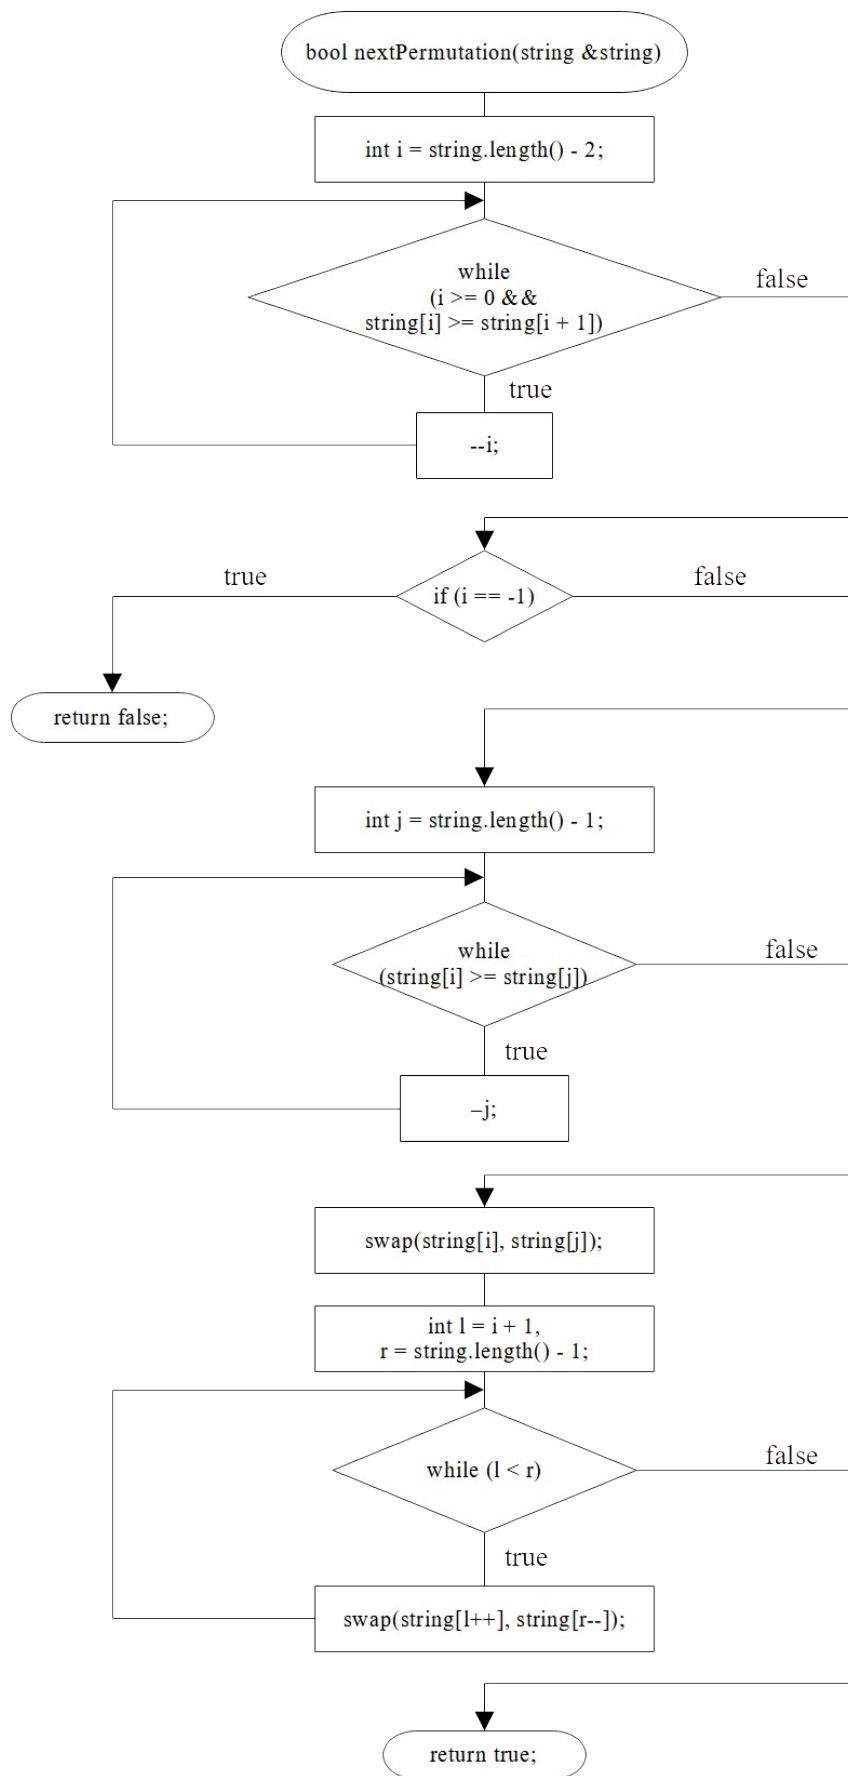 bool nextPermutation(string &string)
int i = string.length() - 2;
while
(i >= 0 &&
string[i] >= string[i + 1])
false
true
--i;
true
if (i == -1)
false
return false;
int j = string.length() - 1;
while
(string[i] >= string[j])
false
true
–j;
swap(string[i], string[j]);
int l = i + 1,
r = string.length() - 1;
while (l < r)
false
true
swap(string[l++], string[r--]);
return true;